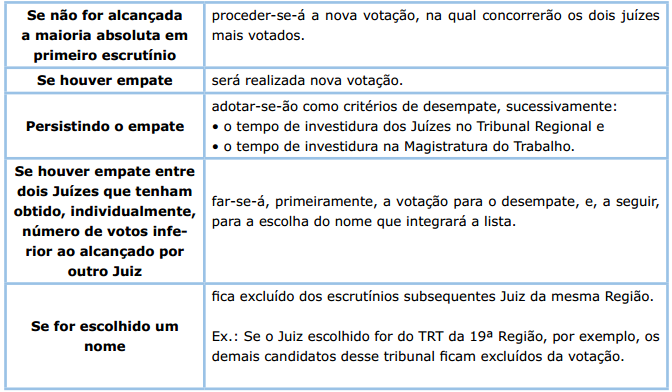 Se não for alcançada
a maioria absoluta em
primeiro escrutínio
proceder-se-á a nova votação, na qual concorrerão os dois juízes
mais votados.
Se houver empate
será realizada nova votação.
Persistindo o empate
adotar-se-ão como critérios de desempate, sucessivamente:
• o tempo de investidura dos Juízes no Tribunal Regional e
• o tempo de investidura na Magistratura do Trabalho.
Se houver empate entre
dois Juízes que tenham
obtido, individualmente,
número de votos infe-
rior ao alcançado por
outro Juiz
far-se-á, primeiramente, a votação para o desempate, e, a seguir,
para a escolha do nome que integrará a lista.
Se for escolhido um
nome
fica excluído dos escrutínios subsequentes Juiz da mesma Região.
Ex.: Se o Juiz escolhido for do TRT da 19ª Região, por exemplo, os
demais candidatos desse tribunal ficam excluídos da votação.